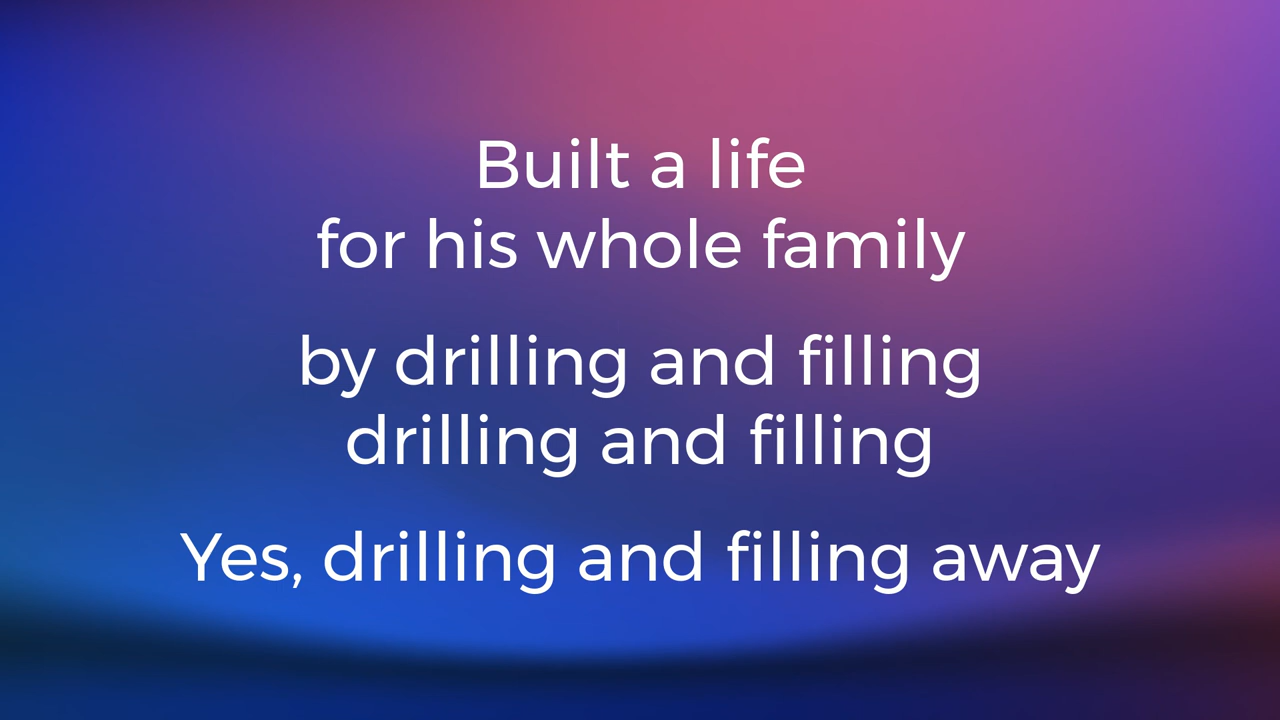 Built a life
for his whole family
by drilling and filling
drilling and filling
Yes, drilling and filling away